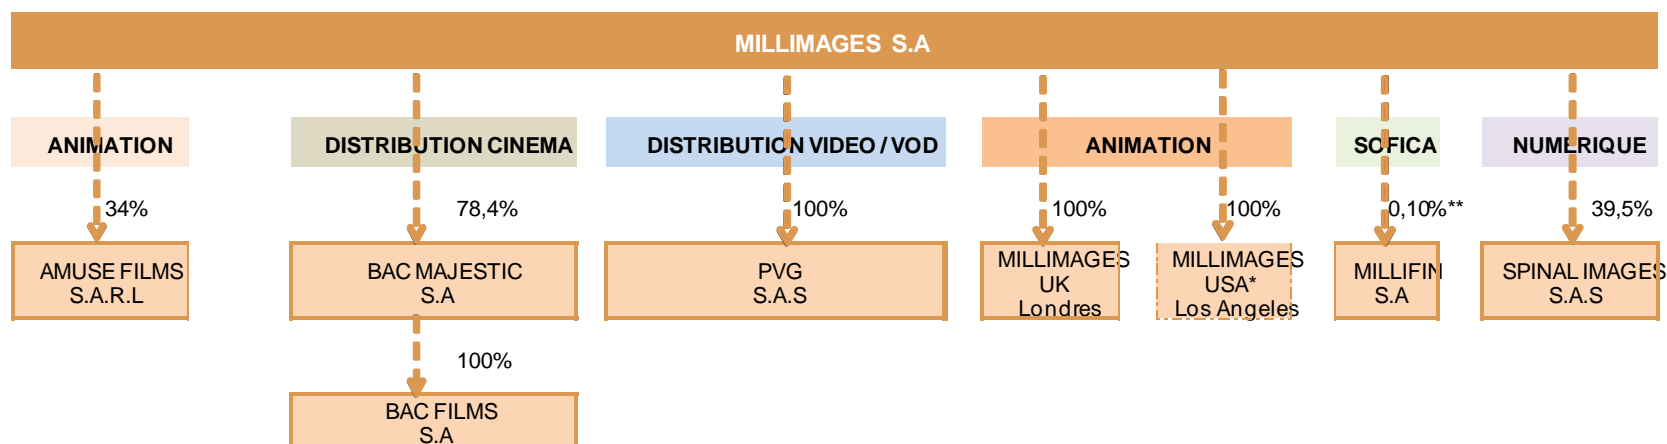 MILLIMAGES S.A
ANIMATION
DISTRIBUTION CINEMA
DISTRIBUTION VIDEO / VOD
ANIMATION
SOFICA
NUMERIQUE
34%
78,4%
100%
100%
100%
0,10%**
39,5%
AMUSE FILMS
S.A.R.L
BAC MAJESTIC
S.A
PVG
S.A.S
MILLIMAGES
UK
Londres
MILLIMAGES
USA*
Los Angeles
MILLIFIN
S.A
SPINAL IMAGES
S.A.S
100%
BAC FILMS
S.A